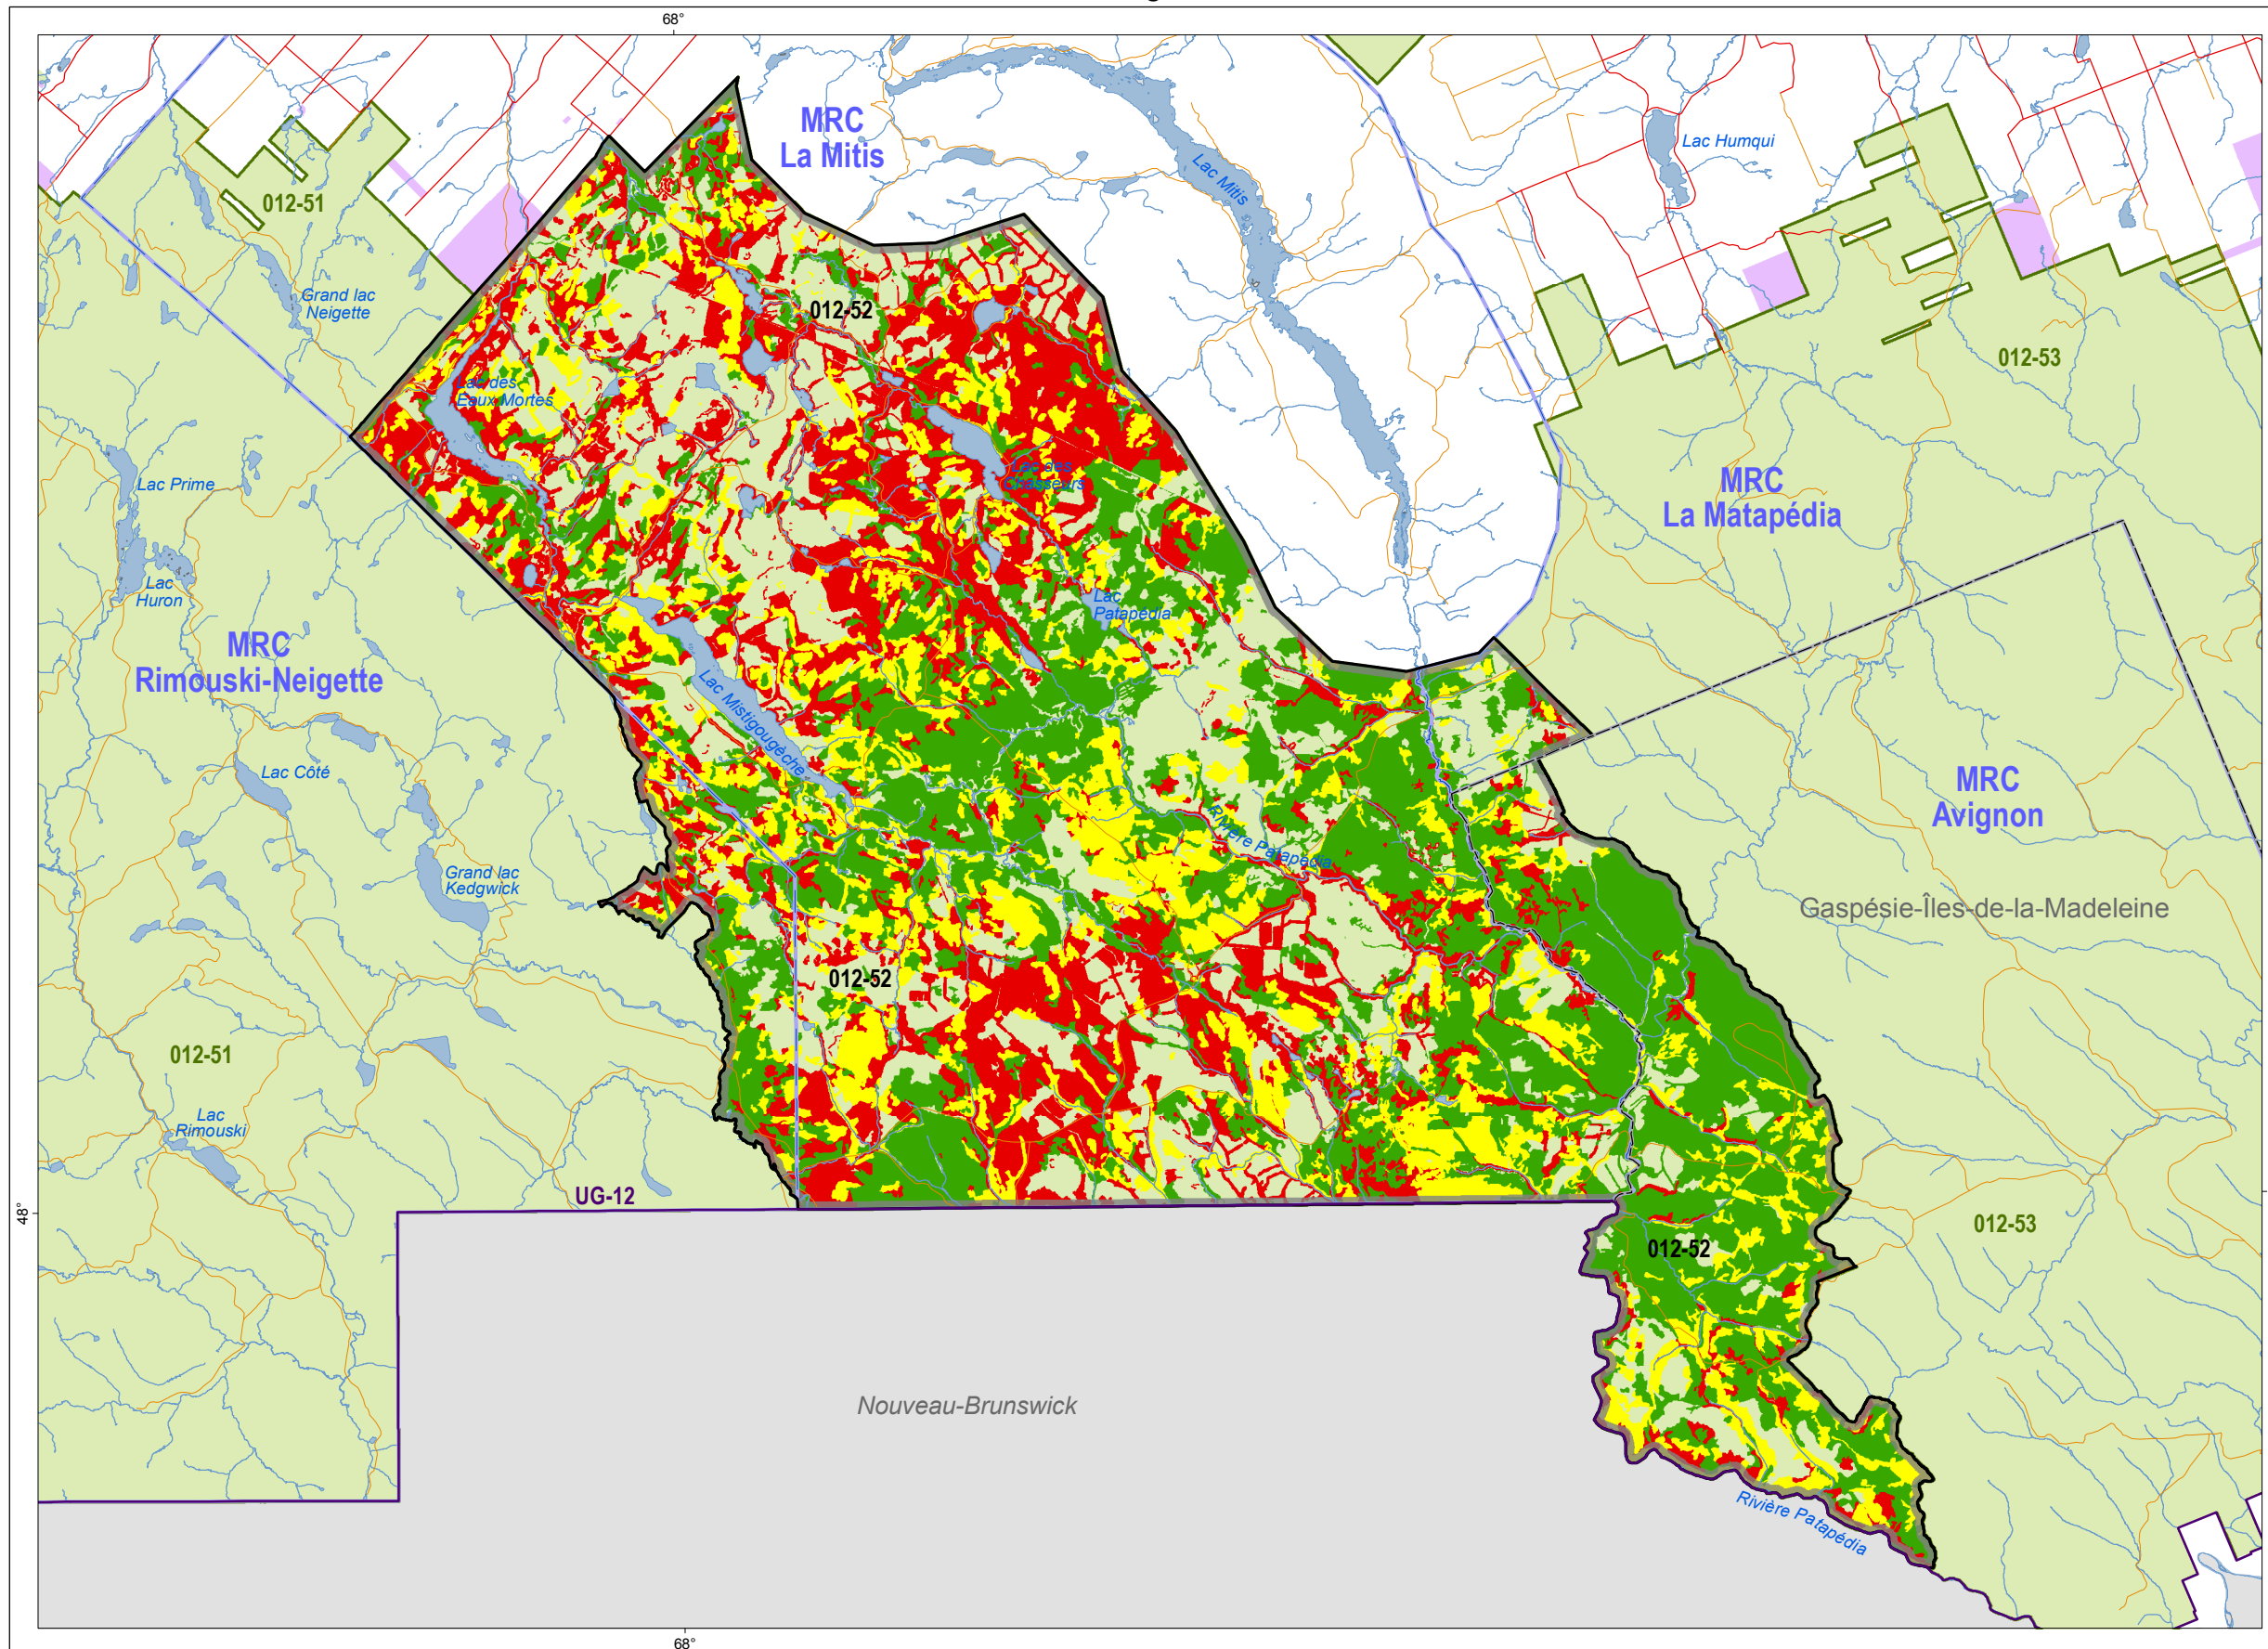 68°
MRC
La Mitis
Lac Humqui
Lac Mitis
012-51
Grand lac
Neigette
012-52
012-53
Lac des
Eaux Mortes
Lac des
Chasseurs
Lac Prime
MRC
La Matapédia
Lac
Huron
Lac
Patapédia
MRC
Rimouski-Neigette
Lac Mistigougèche
Lac Côté
MRC
Avignon
Rivière Patapédia
Grand lac
Kedgwick
Gaspésie-Îles-de-la-Madeleine
012-52
012-51
Lac
Rimouski
UG-12
48°
012-53
012-52
Nouveau-Brunswick
Rivière Patapédia
68°